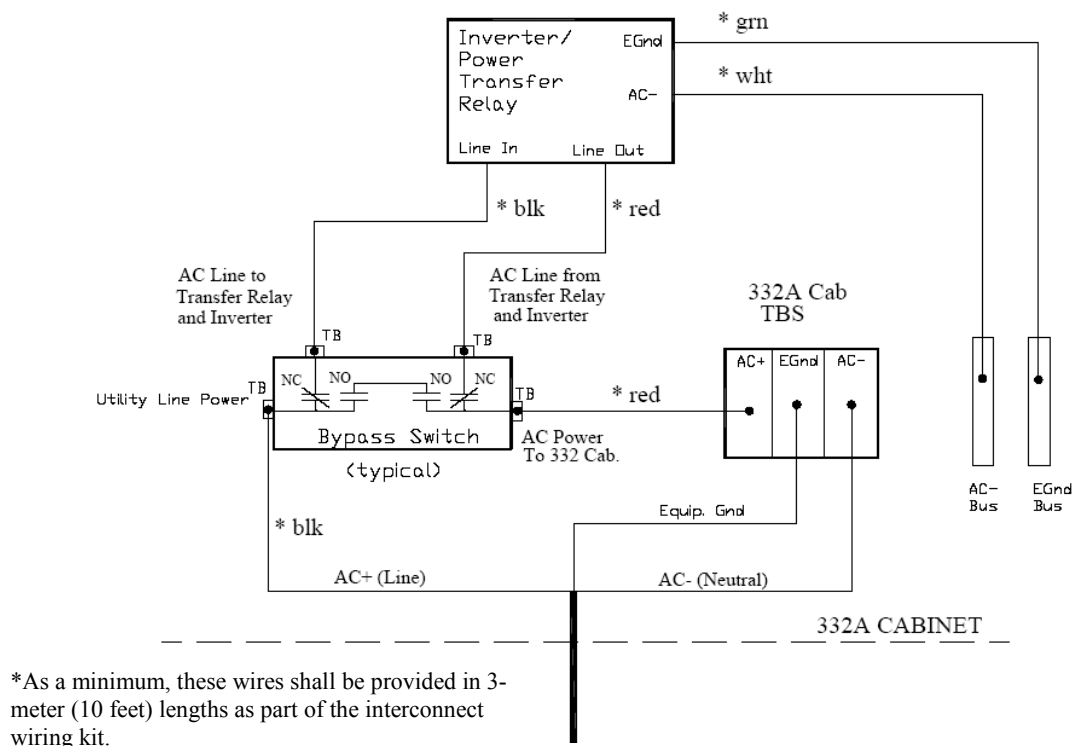 * grn
Inverter/
Power
Transfer
Relay
EGnd
* wht
AC-
Line In
Line Out
* blk
* red
AC Line to
Transfer Relay
and Inverter
AC Line from
Transfer Relay
and Inverter
332A Cab
TBS
TB
TB
AC+
EGnd
AC-
TB
NC
NO
NO
NC
TB
* red
Utility Line Power
Bypass Switch
(typical)
AC Power
To 332 Cab.
AC-
Bus
EGnd
Bus
Equip. Gnd
* blk
AC+ (Line)
AC- (Neutral)
332A CABINET
*As a minimum, these wires shall be provided in 3-
meter (10 feet) lengths as part of the interconnect
wiring kit.